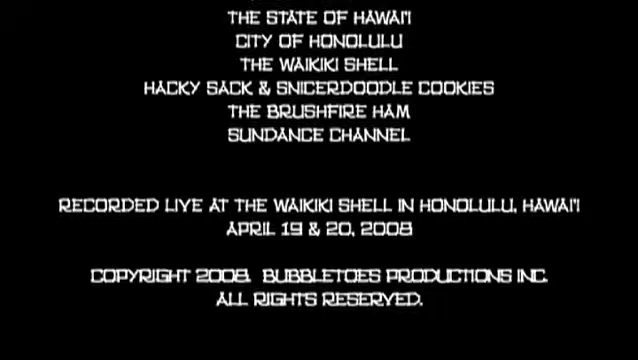 THE STATE OF HAWAI'I
CITY OF HONOLULU
THE WAIKIKI SHELL
HACKY SACK & SNICERDOODLE COOKIES
THE BRUSHFIRE HAM
SUNDANCE CHANNEL
RECORDED LIVE AT THE WAIKIKI SHELL IN HONOLULU, HAWAI'I
APRIL 19 & 20, 2008
COPYRIGHT 2008. BUBBLETOES PRODUCTIONS INC.
ALL RIGHTS RESERVED.